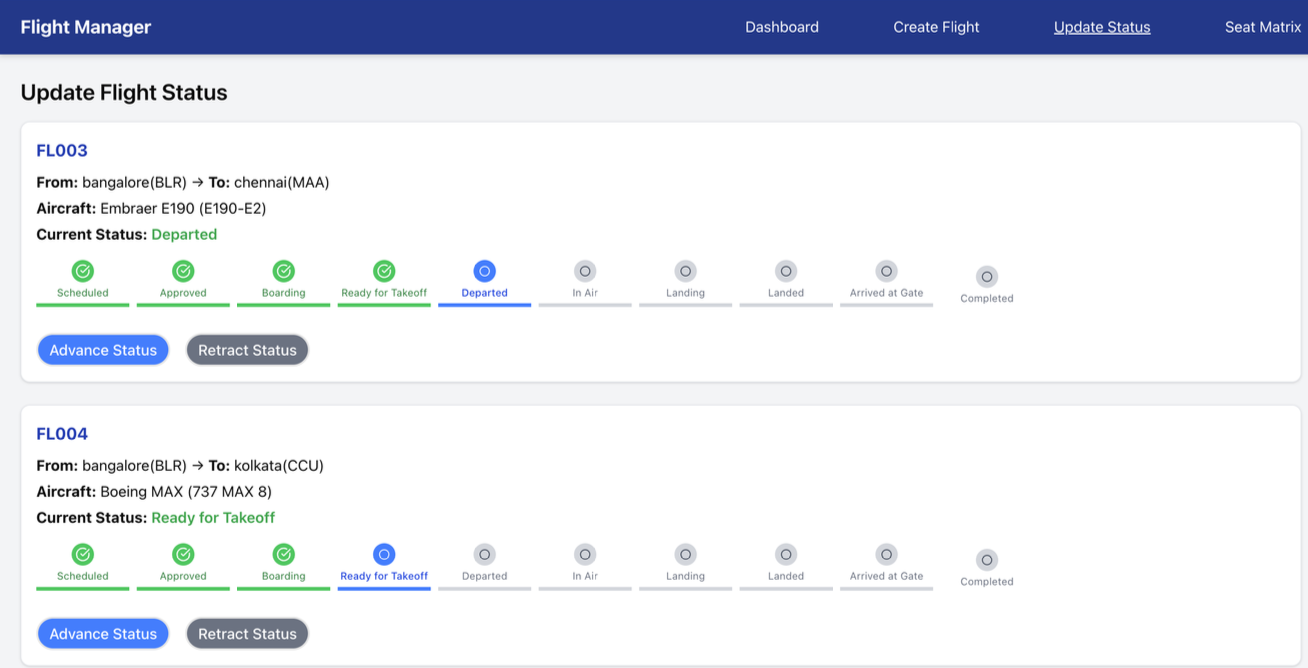 Flight Manager Dashboard Create Flight Update Status Seat Matrix
Update Flight Status
FL003
From: bangalore(BLR) → To: chennai(MAA)
Aircraft: Embraer E190 (E190-E2)
Current Status: Departed
Scheduled Approved Boarding Ready for Takeoff Departed In Air Landing Landed Arrived at Gate Completed
Advance Status Retract Status
FL004
From: bangalore(BLR) → To: kolkata(CCU)
Aircraft: Boeing MAX (737 MAX 8)
Current Status: Ready for Takeoff
Scheduled Approved Boarding Ready for Takeoff Departed In Air Landing Landed Arrived at Gate Completed
Advance Status Retract Status